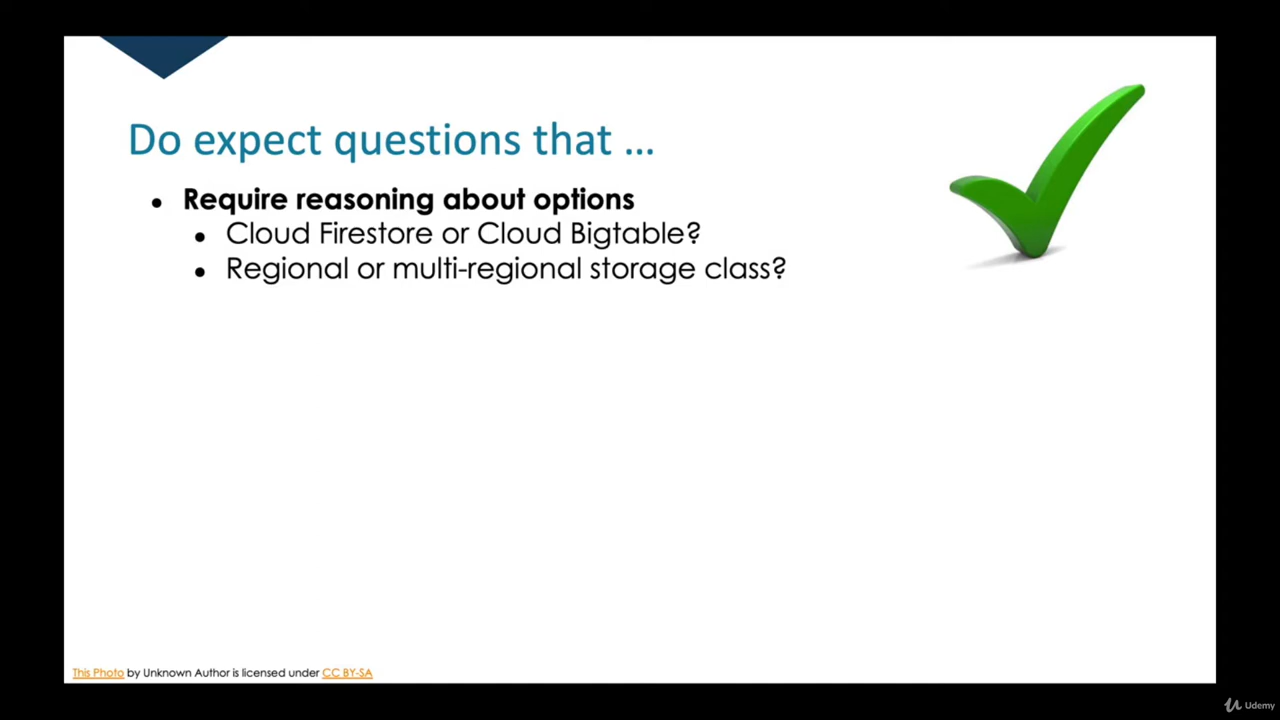 Do expect questions that ...
• Require reasoning about options
• Cloud Firestore or Cloud Bigtable?
• Regional or multi-regional storage class?
This Photo by Unknown Author is licensed under CC BY-SA
Udemy